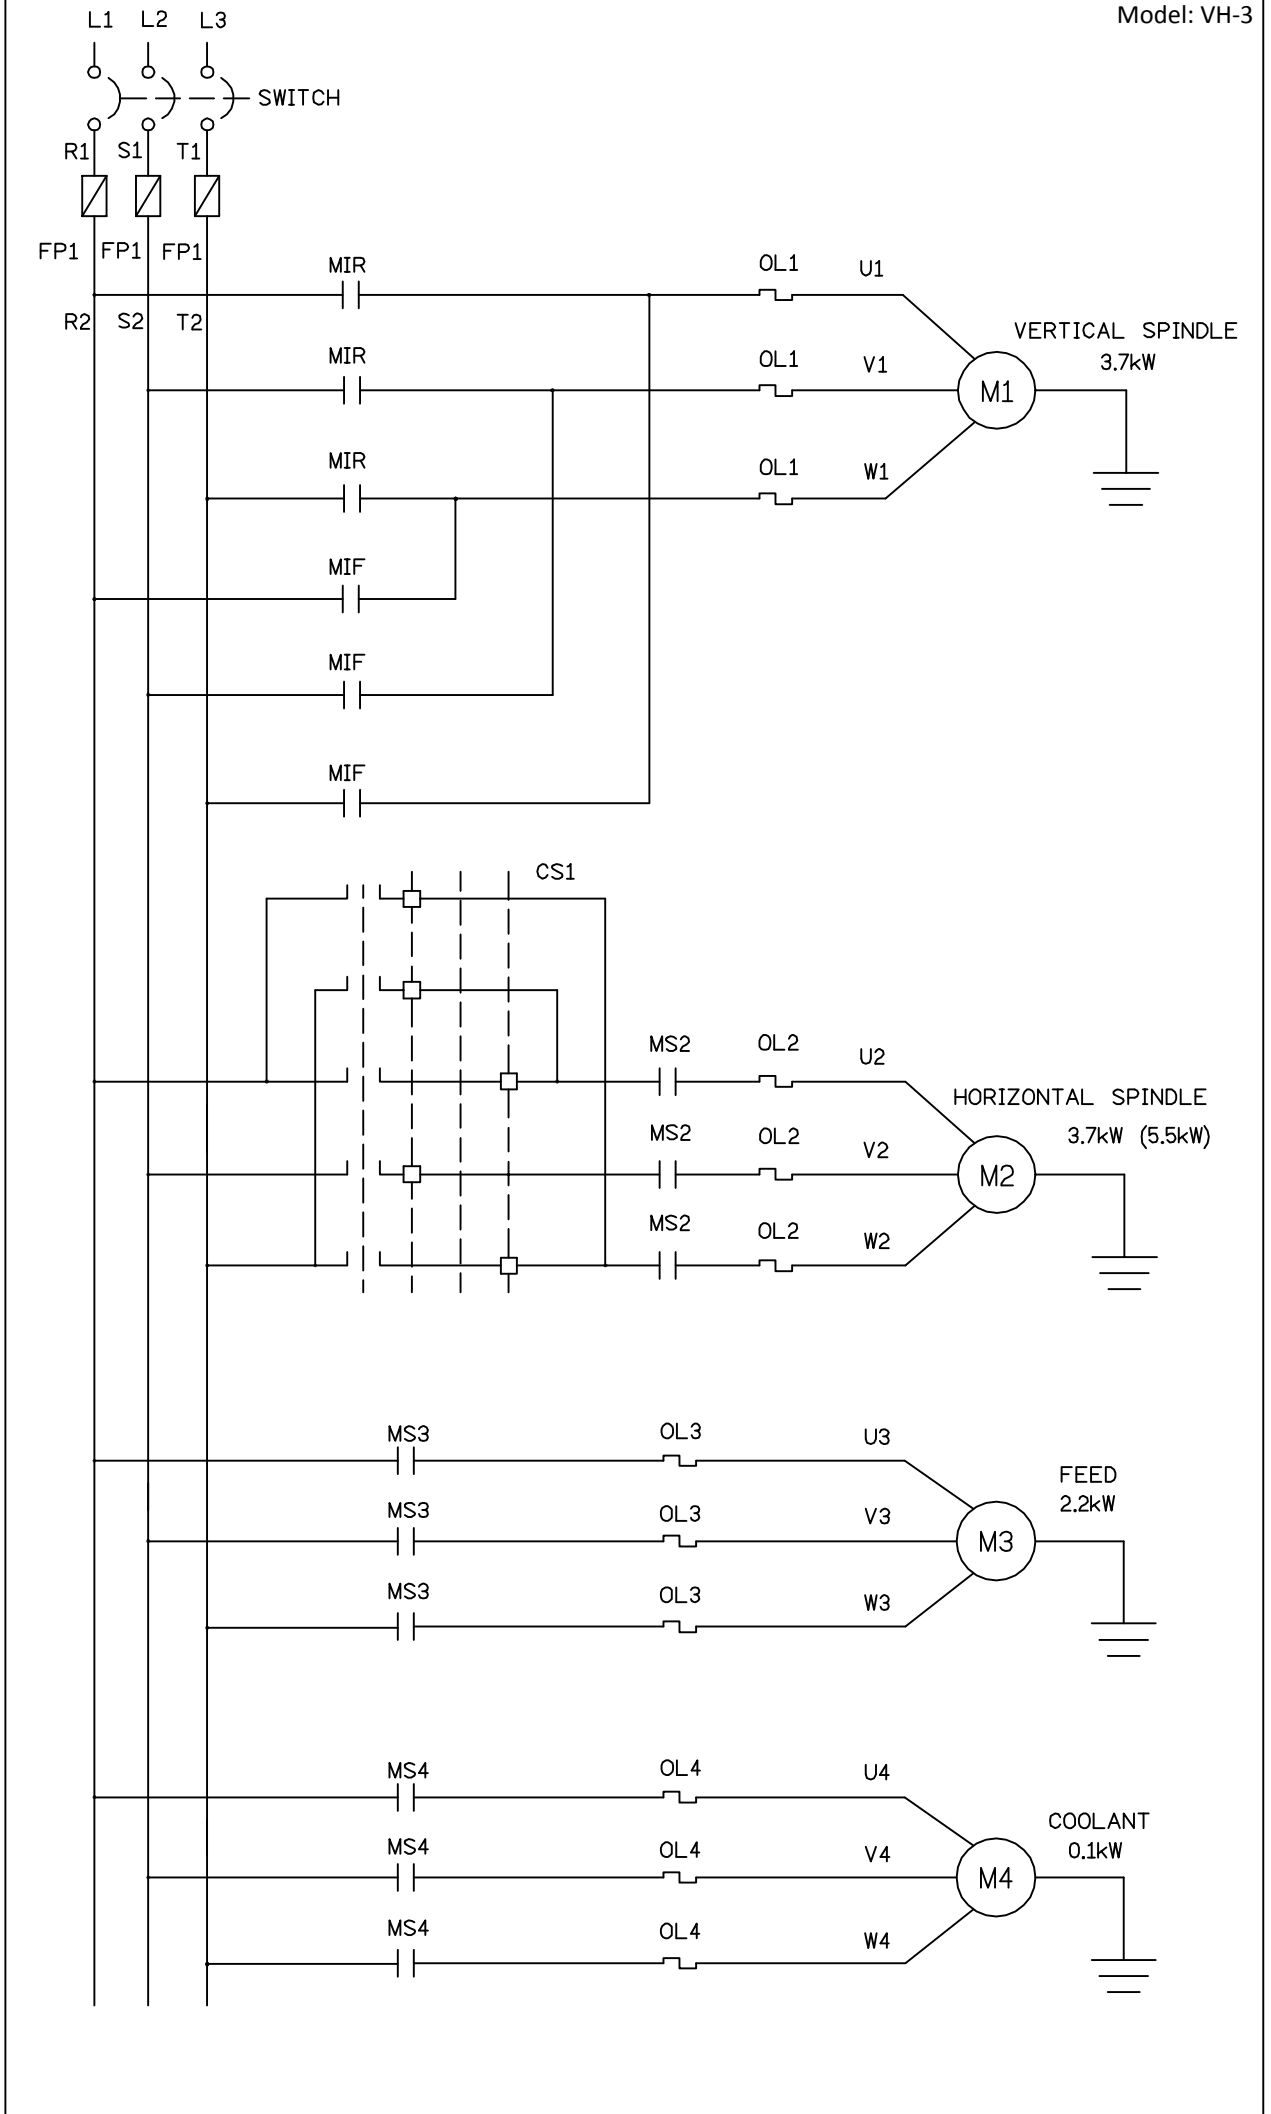 Model: VH-3
L1 L2 L3
SWITCH
R1 S1 T1
FP1 FP1 FP1
R2 S2 T2
MIR OL1 U1
VERTICAL SPINDLE
3.7kW
MIR OL1 V1
M1
MIR OL1 W1
MIF
MIF
MIF
CS1
MS2 OL2 U2
HORIZONTAL SPINDLE
3.7kW (5.5kW)
MS2 OL2 V2
M2
MS2 OL2 W2
MS3 OL3 U3
FEED
2.2kW
MS3 OL3 V3
M3
MS3 OL3 W3
MS4 OL4 U4
COOLANT
0.1kW
MS4 OL4 V4
M4
MS4 OL4 W4